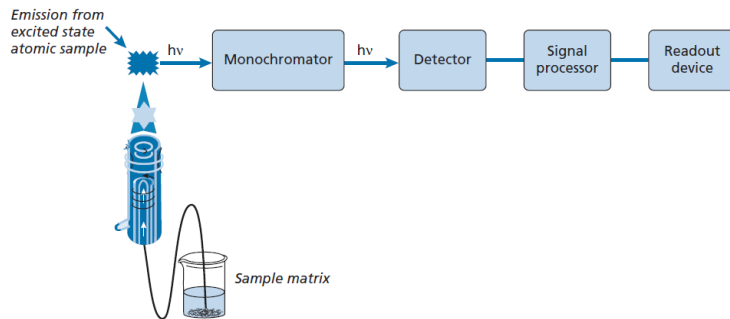 Emission from
excited state
atomic sample
hν
Monochromator
hν
Detector
Signal
processor
Readout
device
Sample matrix